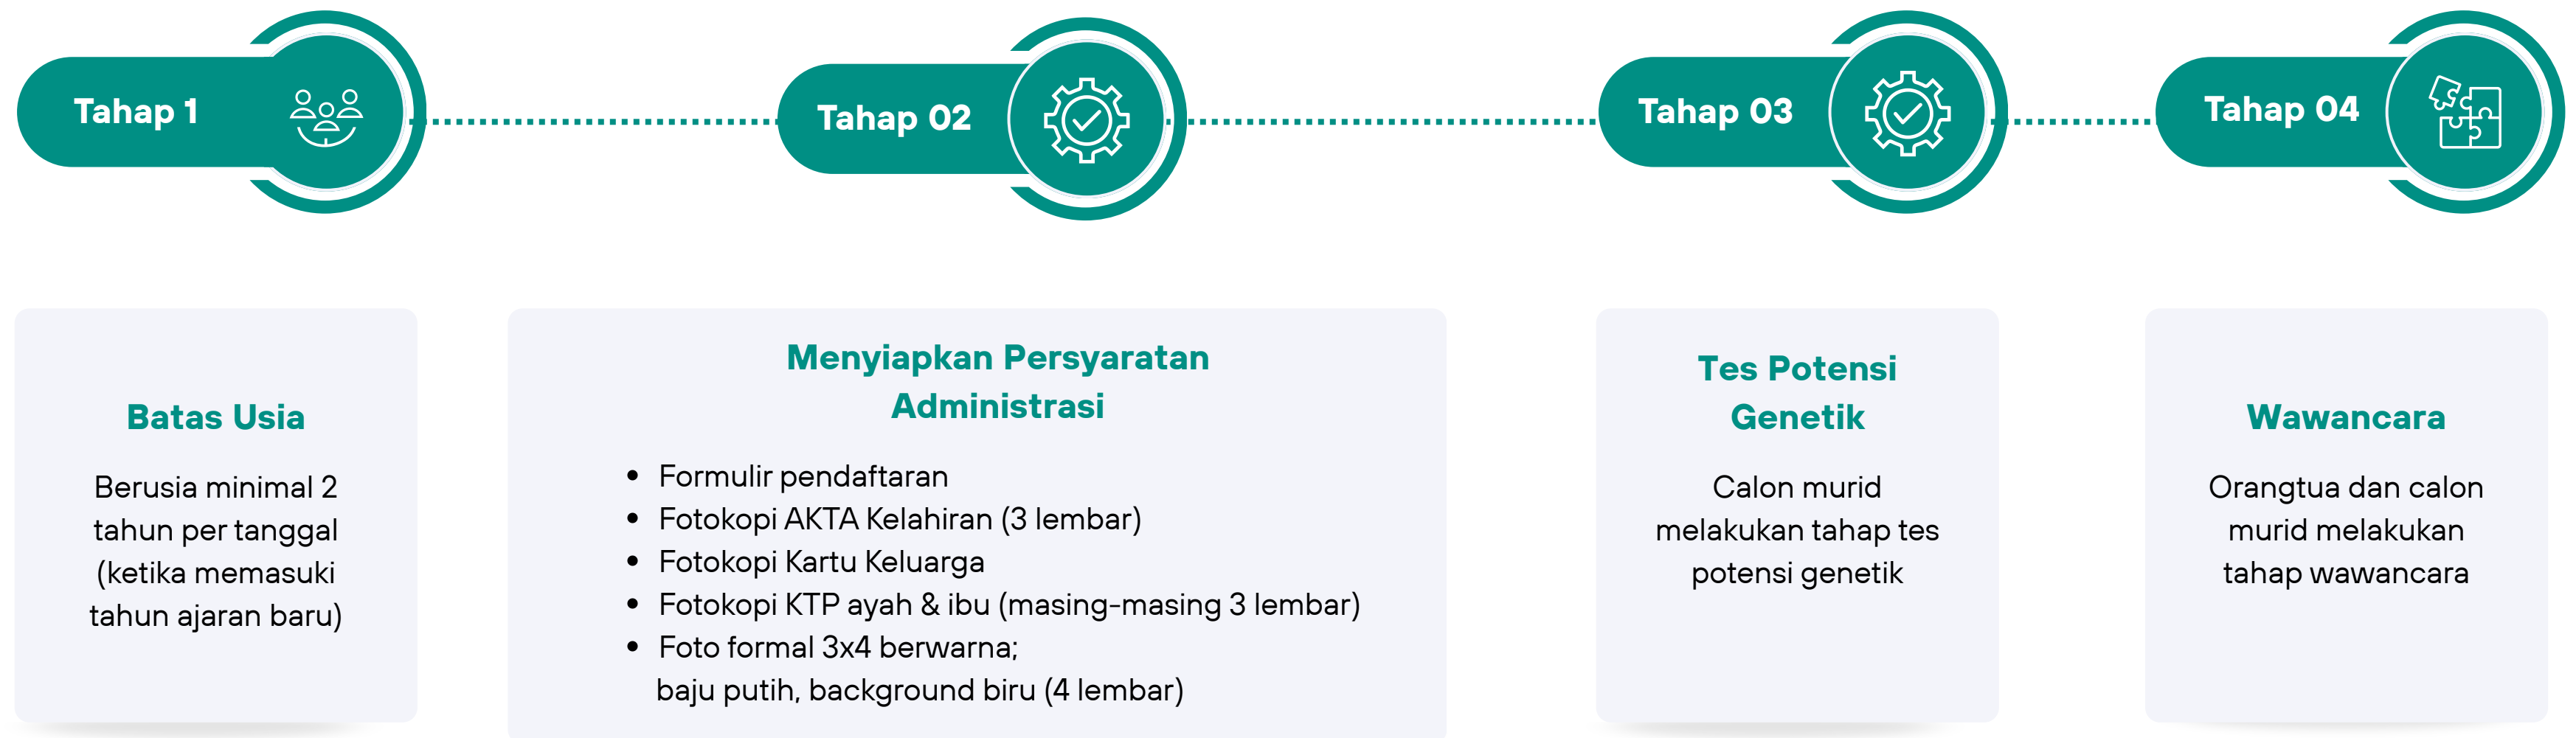 Tahap 1
Tahap 02
Tahap 03
Tahap 04
Batas Usia
Berusia minimal 2
tahun per tanggal
(ketika memasuki
tahun ajaran baru)
Menyiapkan Persyaratan
Administrasi
• Formulir pendaftaran
• Fotokopi AKTA Kelahiran (3 lembar)
• Fotokopi Kartu Keluarga
• Fotokopi KTP ayah & ibu (masing-masing 3 lembar)
• Foto formal 3x4 berwarna;
baju putih, background biru (4 lembar)
Tes Potensi
Genetik
Calon murid
melakukan tahap tes
potensi genetik
Wawancara
Orangtua dan calon
murid melakukan
tahap wawancara